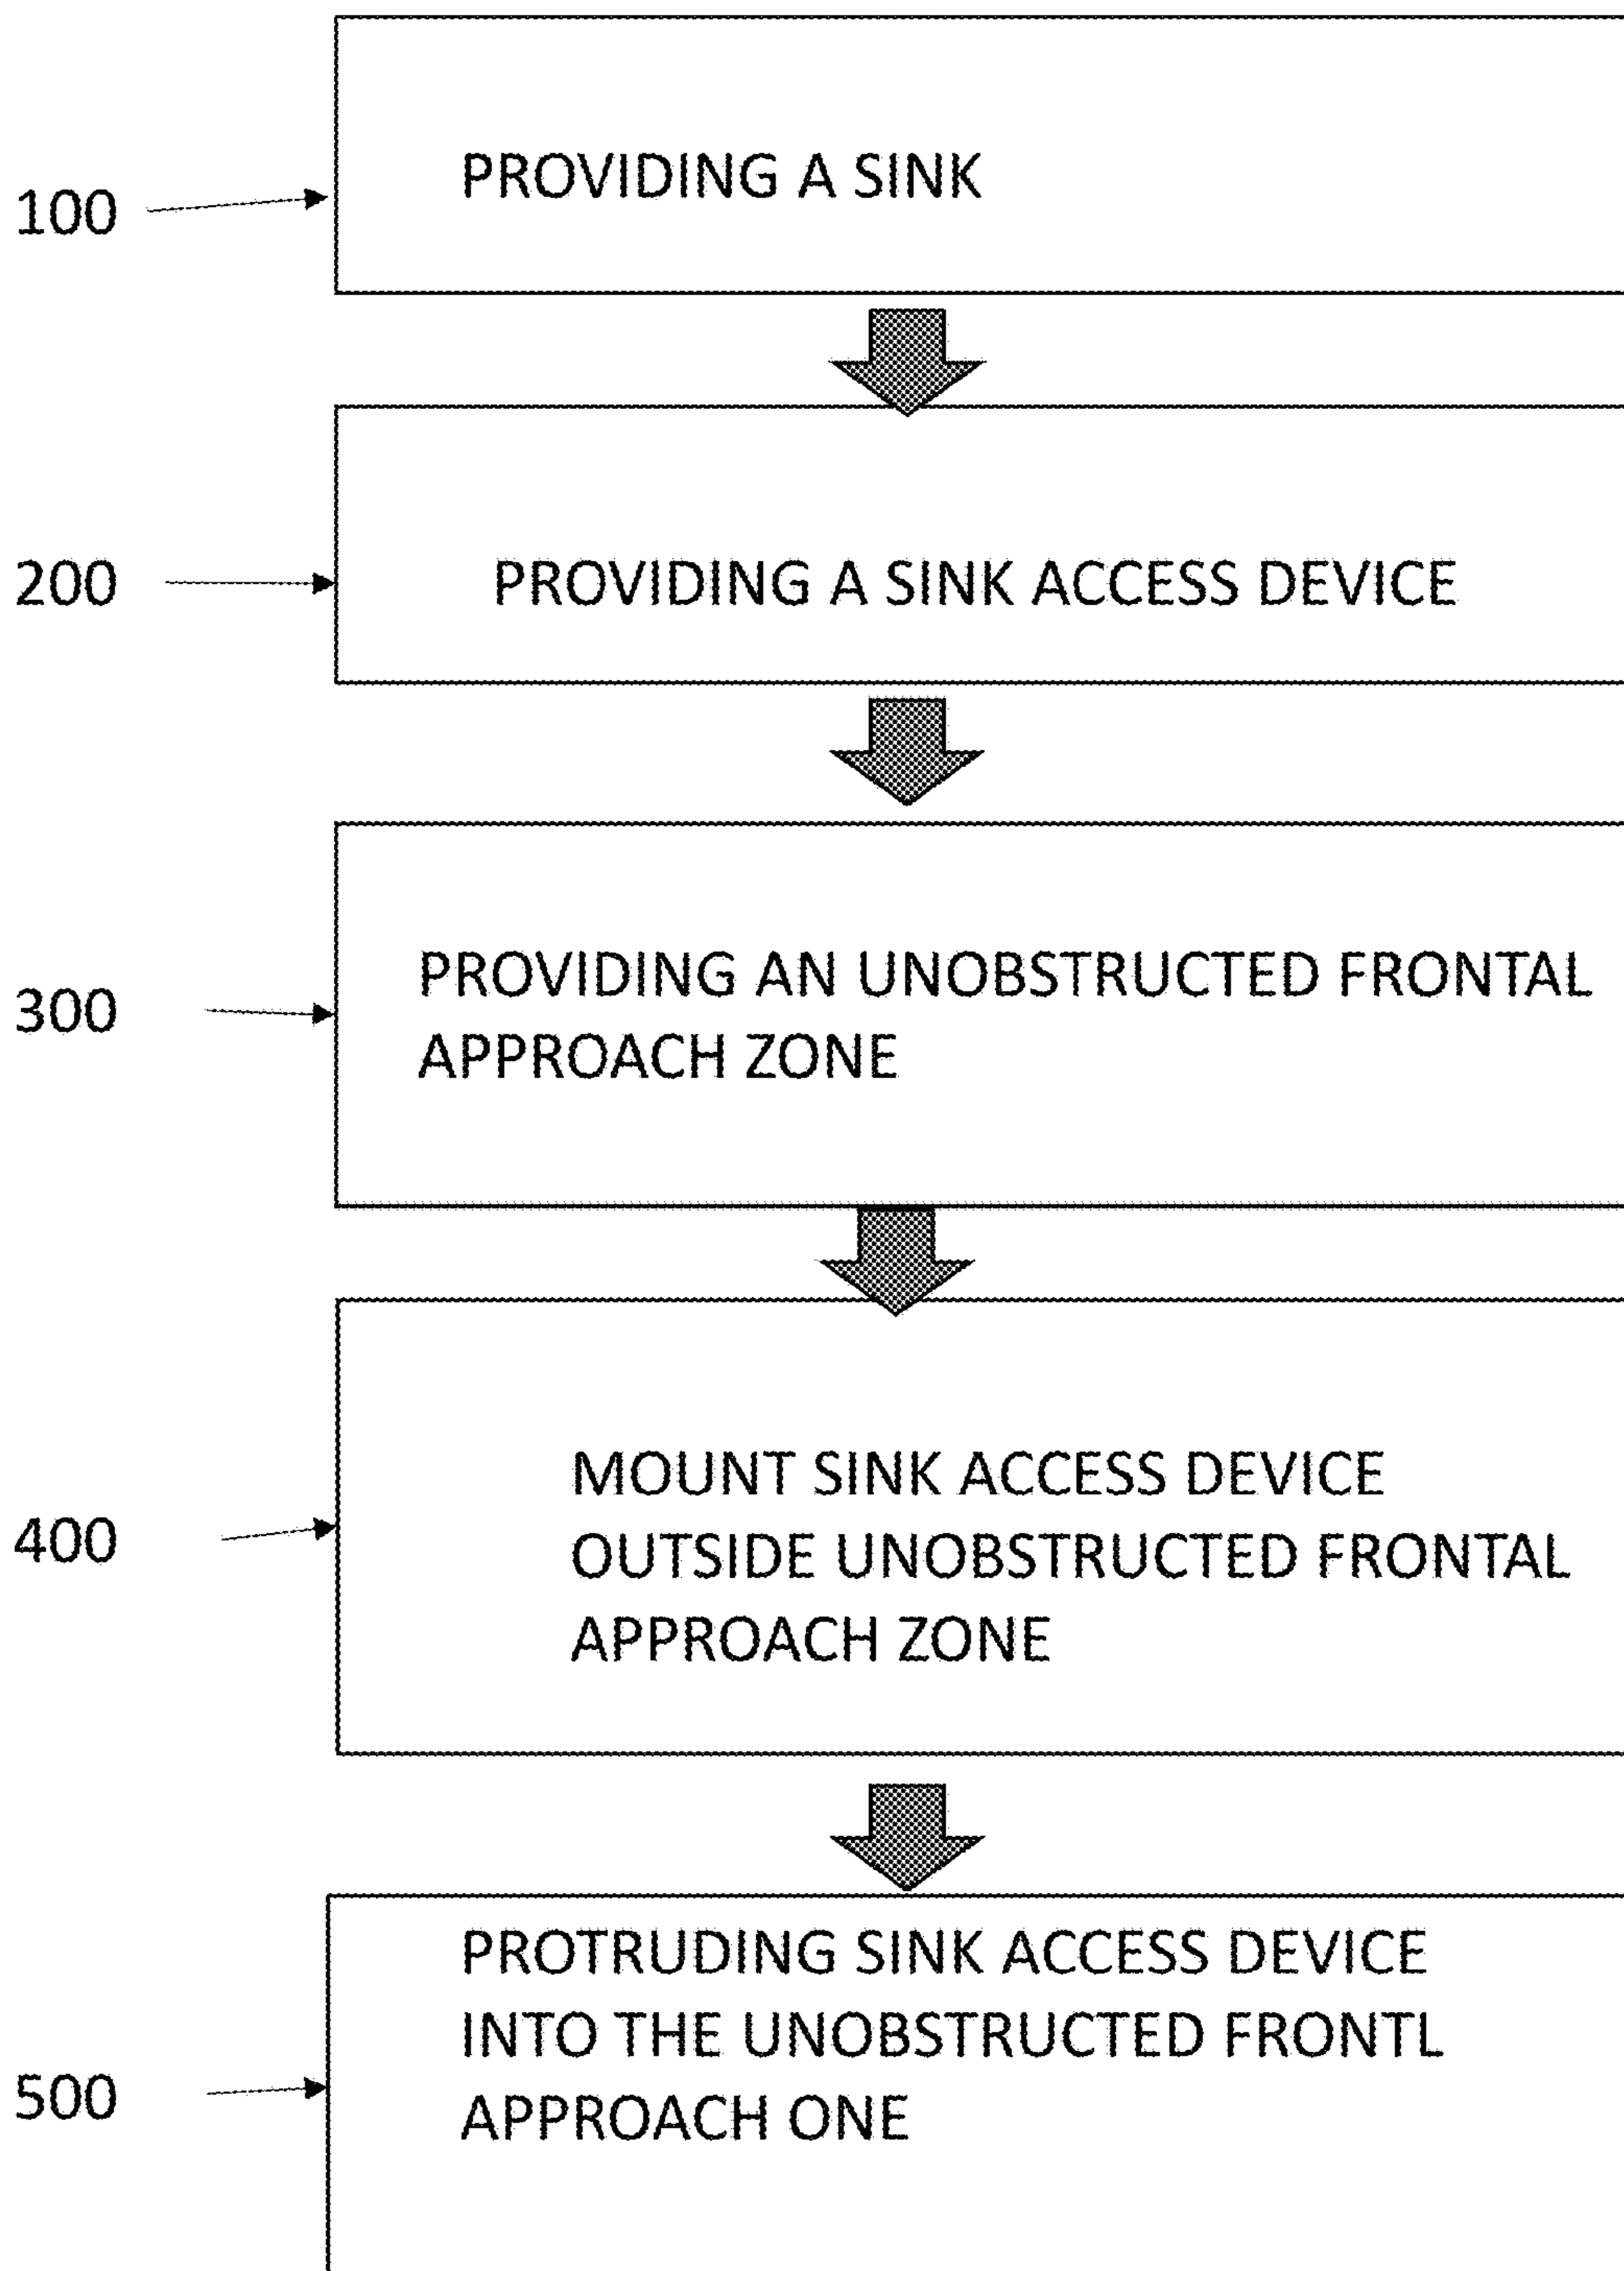 100
PROVIDING A SINK
200
PROVIDING A SINK ACCESS DEVICE
300
PROVIDING AN UNOBSTRUCTED FRONTAL
APPROACH ZONE
400
MOUNT SINK ACCESS DEVICE
OUTSIDE UNOBSTRUCTED FRONTAL
APPROACH ZONE
500
PROTRUDING SINK ACCESS DEVICE
INTO THE UNOBSTRUCTED FRONTL
APPROACH ONE